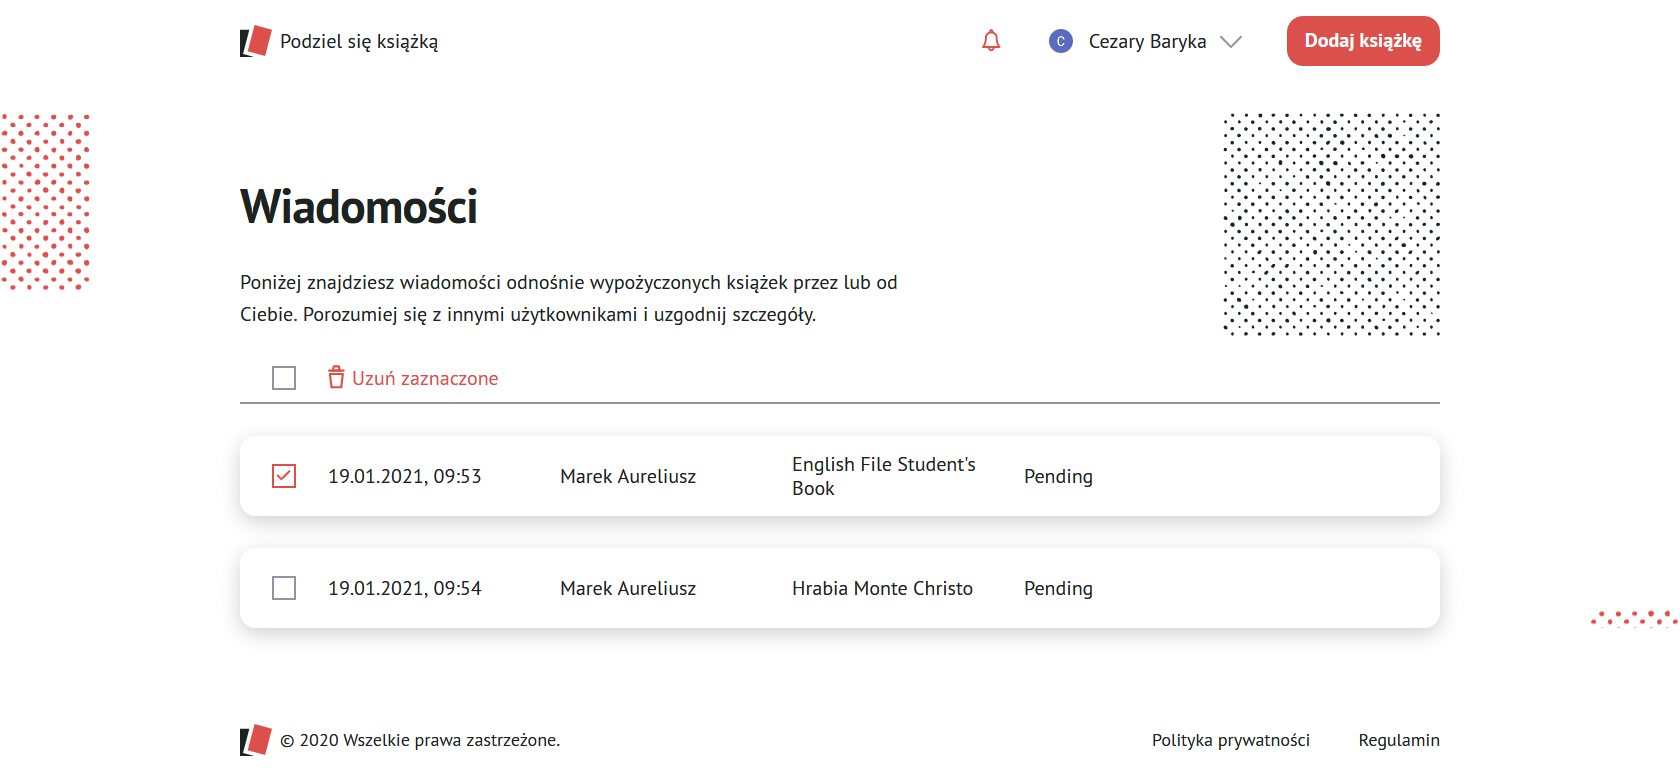 Podziel się książką
C
Cezary Baryka
Dodaj książkę
Wiadomości
Poniżej znajdziesz wiadomości odnośnie wypożyczonych książek przez lub od
Ciebie. Porozumiej się z innymi użytkownikami i uzgodnij szczegóły.
Uzuń zaznaczone
19.01.2021, 09:53
Marek Aureliusz
English File Student's
Book
Pending
19.01.2021, 09:54
Marek Aureliusz
Hrabia Monte Christo
Pending
© 2020 Wszelkie prawa zastrzeżone.
Polityka prywatności
Regulamin